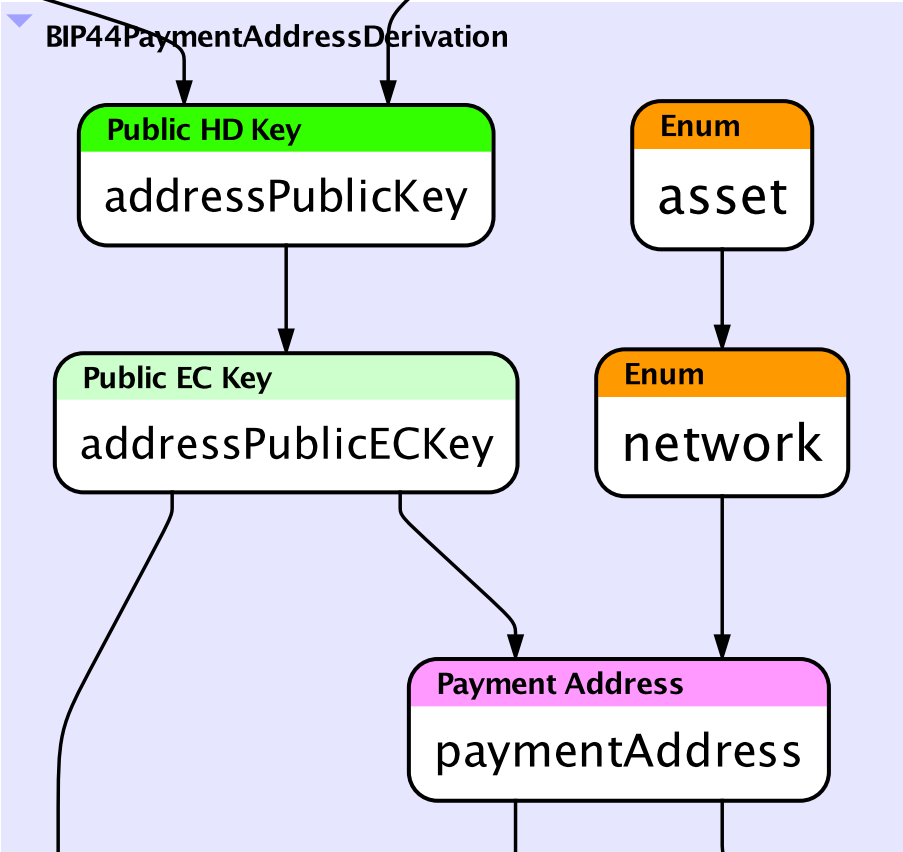 BIP44PaymentAddressDerivation
Public HD Key
addressPublicKey
Enum
asset
Public EC Key
addressPublicECKey
Enum
network
Payment Address
paymentAddress